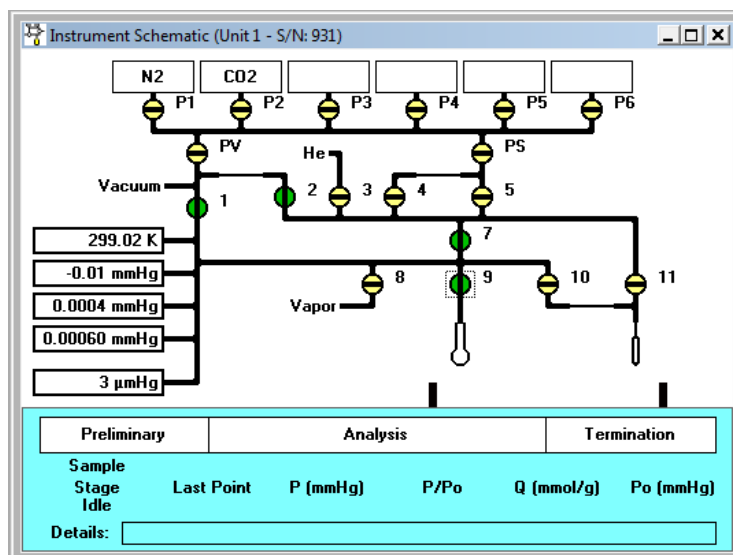 Instrument Schematic (Unit 1 - S/N: 931)
N2 CO2
P1 P2 P3 P4 P5 P6
PV He PS
Vacuum 1 2 3 4 5
299.02 K 7
-0.01 mmHg 8 9 10 11
0.0004 mmHg Vapor
0.00060 mmHg
3 µmHg
Preliminary Analysis Termination
Sample
Stage Last Point P (mmHg) P/Po Q (mmol/g) Po (mmHg)
Idle
Details: